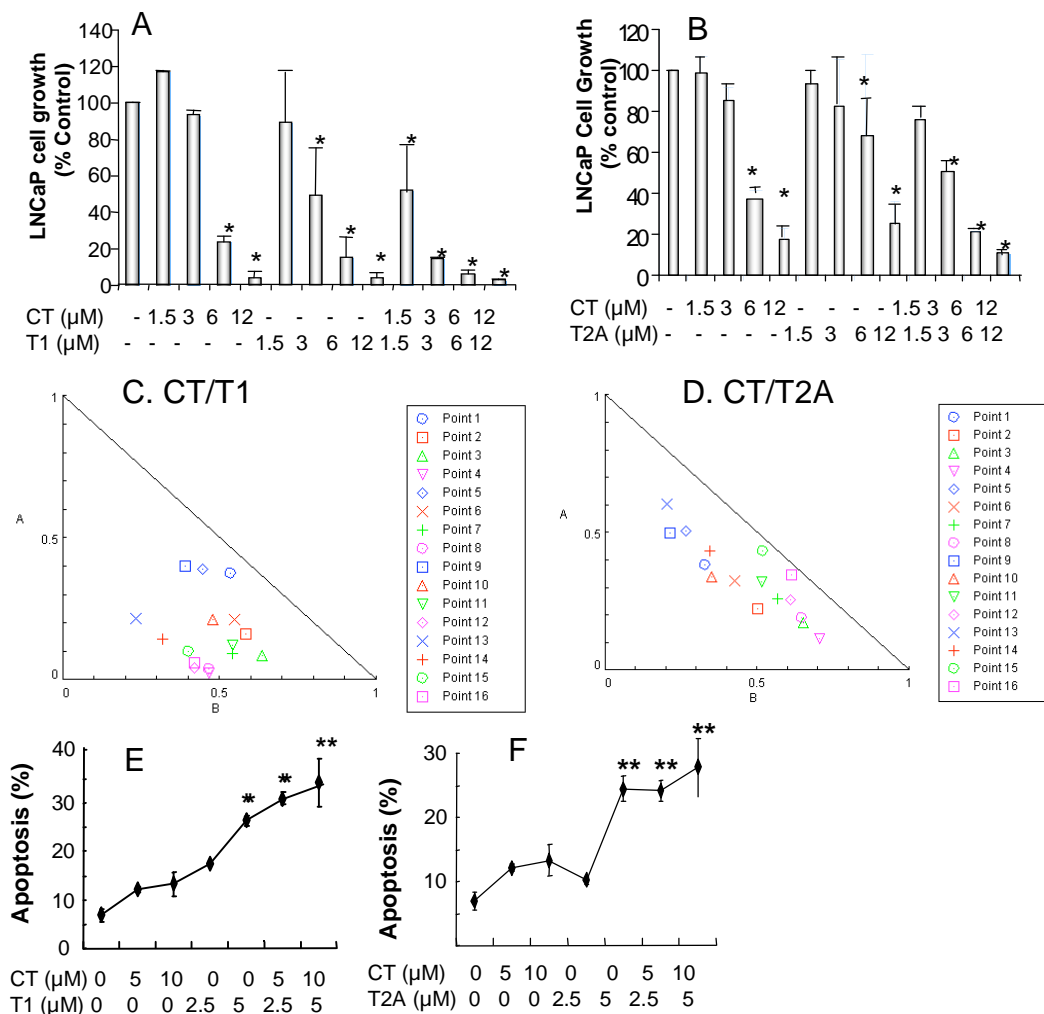 A
LNCaP cell growth
(% Control)
140
120
100
80
60
40
20
0
* * * * * * * * *
CT (µM) - 1.5 3 6 12 - - - - 1.5 3 6 12
T1 (µM) - - - - - 1.5 3 6 12 1.5 3 6 12
B
LNCaP Cell Growth
(% control)
120
100
80
60
40
20
0
* * * * * * *
CT (µM) - 1.5 3 6 12 - - - - 1.5 3 6 12
T2A (µM) - - - - - 1.5 3 6 12 1.5 3 6 12
C. CT/T1
1
A
0.5
0
0 0.5 1
B
Point 1
Point 2
Point 3
Point 4
Point 5
Point 6
Point 7
Point 8
Point 9
Point 10
Point 11
Point 12
Point 13
Point 14
Point 15
Point 16
D. CT/T2A
1
A
0.5
0
0 0.5 1
B
Point 1
Point 2
Point 3
Point 4
Point 5
Point 6
Point 7
Point 8
Point 9
Point 10
Point 11
Point 12
Point 13
Point 14
Point 15
Point 16
E
Apoptosis (%)
40
30
20
10
0
** ** **
CT (µM) 0 5 10 0 0 5 10
T1 (µM) 0 0 0 2.5 5 2.5 5
F
Apoptosis (%)
30
20
10
** ** **
CT (µM) 0 5 10 0 0 5 10
T2A (µM) 0 0 0 2.5 5 2.5 5